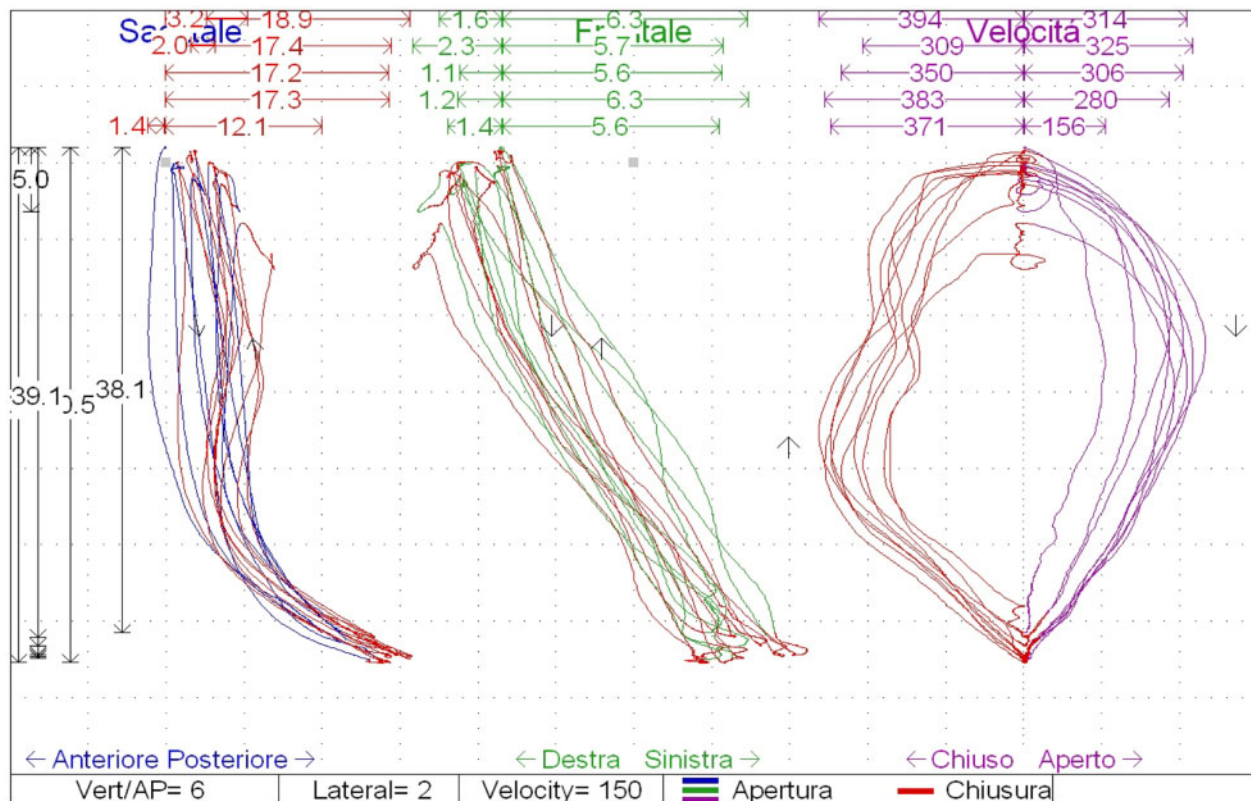 3.2 18.9 1.6 6.3 394 314
Sagittale Frontale Velocitá
2.0 17.4 2.3 5.7 309 325
17.2 1.1 5.6 350 306
17.3 1.2 6.3 383 280
1.4 12.1 1.4 5.6 371 156
5.0
39.1 38.1
← Anteriore Posteriore → ← Destra Sinistra → ← Chiuso Aperto →
Vert/AP= 6 Lateral= 2 Velocity= 150 Apertura Chiusura